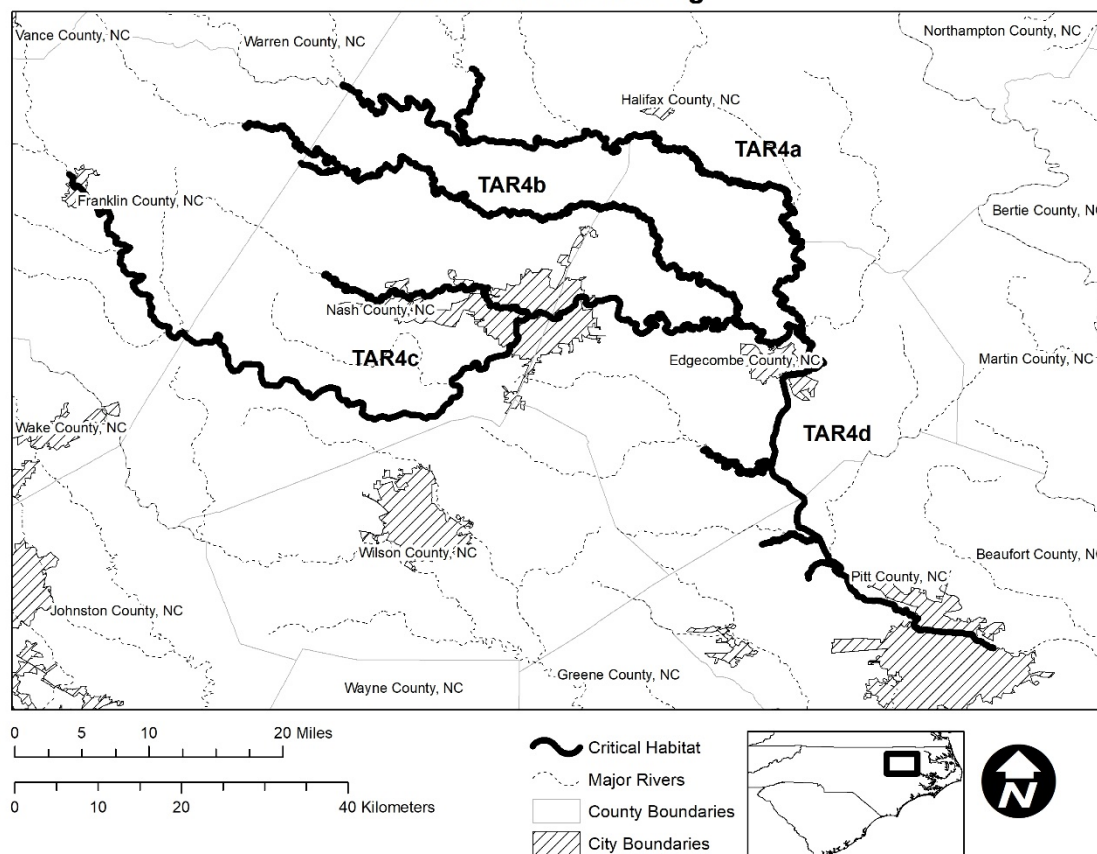 Vance County, NC
Warren County, NC
Northampton County, NC
Halifax County, NC
TAR4a
TAR4b
Franklin County, NC
Bertie County, NC
Nash County, NC
TAR4c
Edgecombe County, NC
Martin County, NC
Wake County, NC
TAR4d
Wilson County, NC
Beaufort County, NC
Pitt County, NC
Johnston County, NC
Greene County, NC
Wayne County, NC
0 5 10 20 Miles
0 10 20 40 Kilometers
Critical Habitat
Major Rivers
County Boundaries
City Boundaries
N